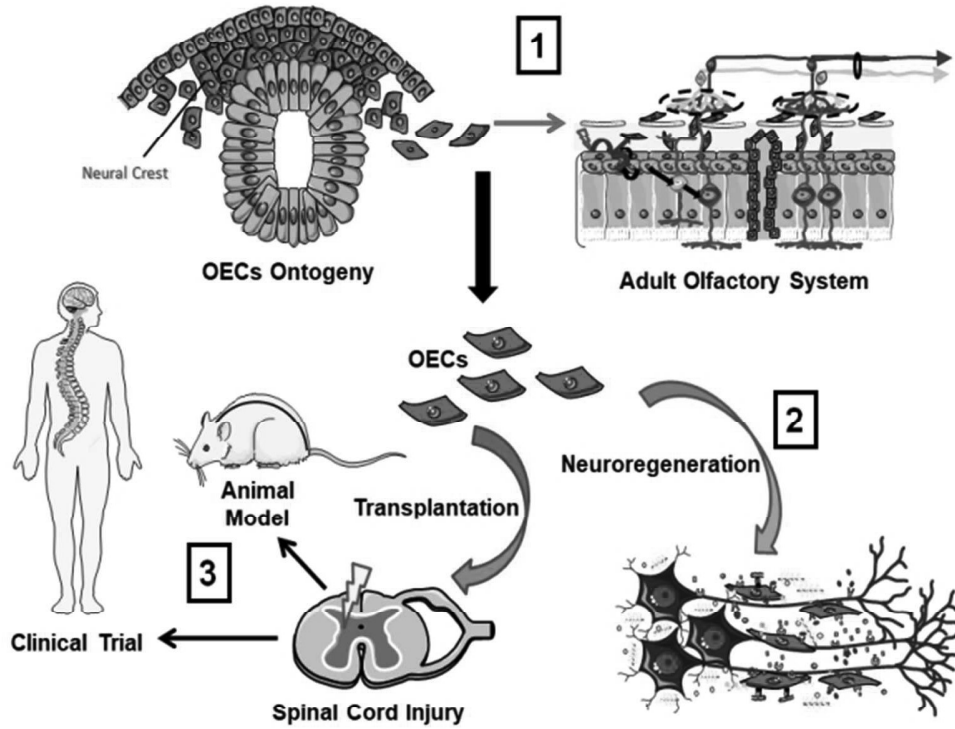 1
Neural Crest
OECs Ontogeny
Adult Olfactory System
OECs
2
Neuroregeneration
Animal
Model
Transplantation
3
Clinical Trial
Spinal Cord Injury